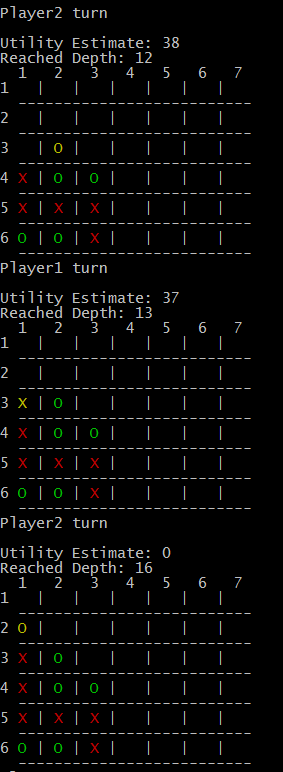 Player2 turn
Utility Estimate: 38
Reached Depth: 12
  1   2   3   4   5   6   7
1   |   |   |   |   |   |
  ---------------------------
2   |   |   |   |   |   |
  ---------------------------
3   | O |   |   |   |   |
  ---------------------------
4 X | O | O |   |   |   |
  ---------------------------
5 X | X | X |   |   |   |
  ---------------------------
6 O | O | X |   |   |   |
  ---------------------------
Player1 turn
Utility Estimate: 37
Reached Depth: 13
  1   2   3   4   5   6   7
1   |   |   |   |   |   |
  ---------------------------
2   |   |   |   |   |   |
  ---------------------------
3 X | O |   |   |   |   |
  ---------------------------
4 X | O | O |   |   |   |
  ---------------------------
5 X | X | X |   |   |   |
  ---------------------------
6 O | O | X |   |   |   |
  ---------------------------
Player2 turn
Utility Estimate: 0
Reached Depth: 16
  1   2   3   4   5   6   7
1   |   |   |   |   |   |
  ---------------------------
2 O |   |   |   |   |   |
  ---------------------------
3 X | O |   |   |   |   |
  ---------------------------
4 X | O | O |   |   |   |
  ---------------------------
5 X | X | X |   |   |   |
  ---------------------------
6 O | O | X |   |   |   |
  ---------------------------